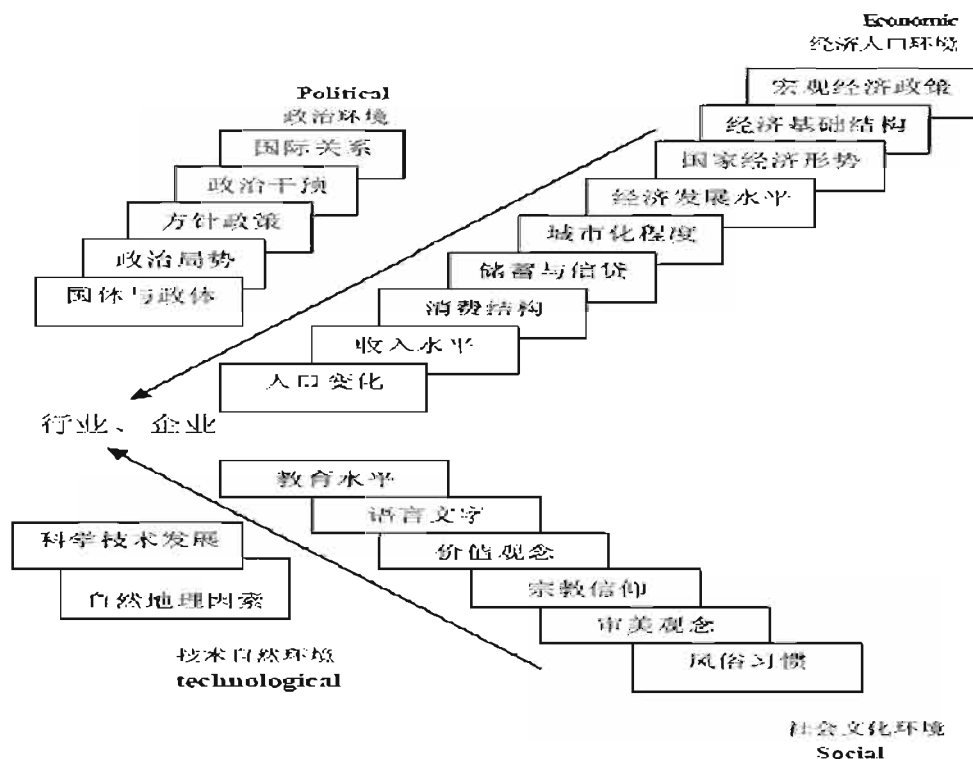 Economic
经济人口环境
宏观经济政策
经济基础结构
国家经济形势
经济发展水平
城市化程度
储蓄与信贷
消费结构
收入水平
人口变化
Political
政治环境
国际关系
政治干预
方针政策
政治局势
国体与政体
行业、企业
教育水平
语言文字
价值观念
宗教信仰
审美观念
风俗习惯
科学技术发展
自然地理因素
技术自然环境
technological
社会文化环境
Social